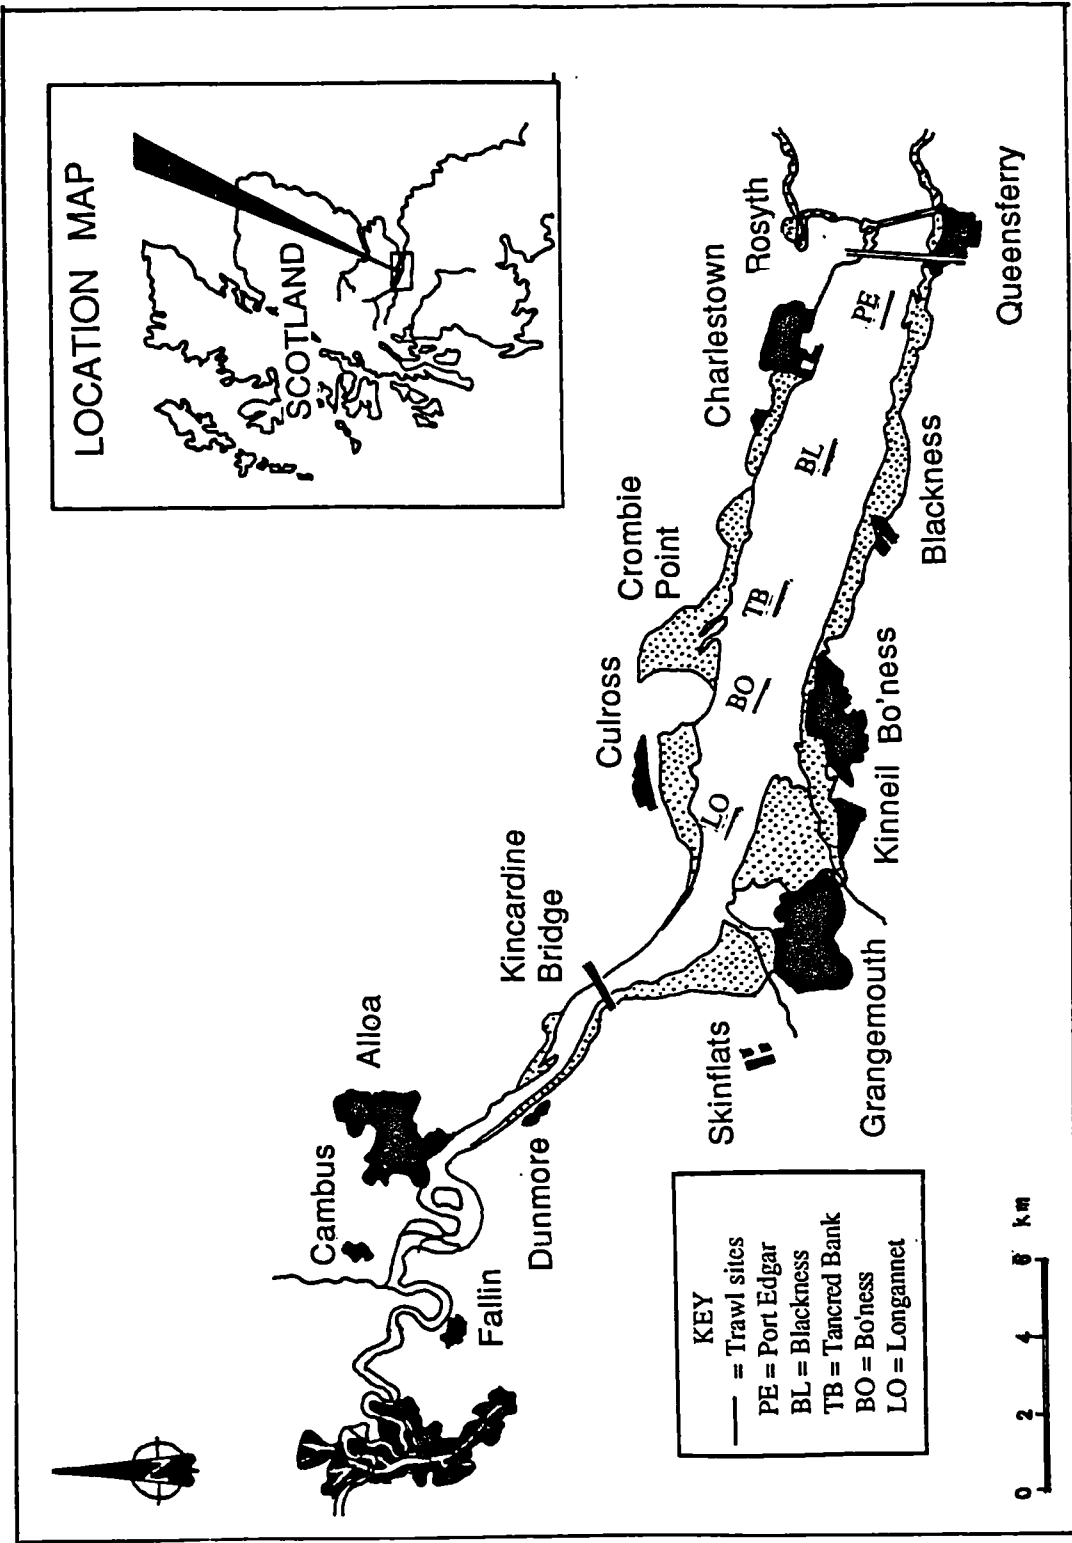 LOCATION MAP
SCOTLAND
N
Cambus
Alloa
Fallin
Dunmore
Kincardine
Bridge
Culross
Crombie
Point
Charlestown
Rosyth
Skinflats
Grangemouth
Kinneil
Bo'ness
Blackness
Queensferry
LO
BO
TB
BL
PE
KEY
— = Trawl sites
PE = Port Edgar
BL = Blackness
TB = Tancred Bank
BO = Bo'ness
LO = Longannet
0 2 4 6 km